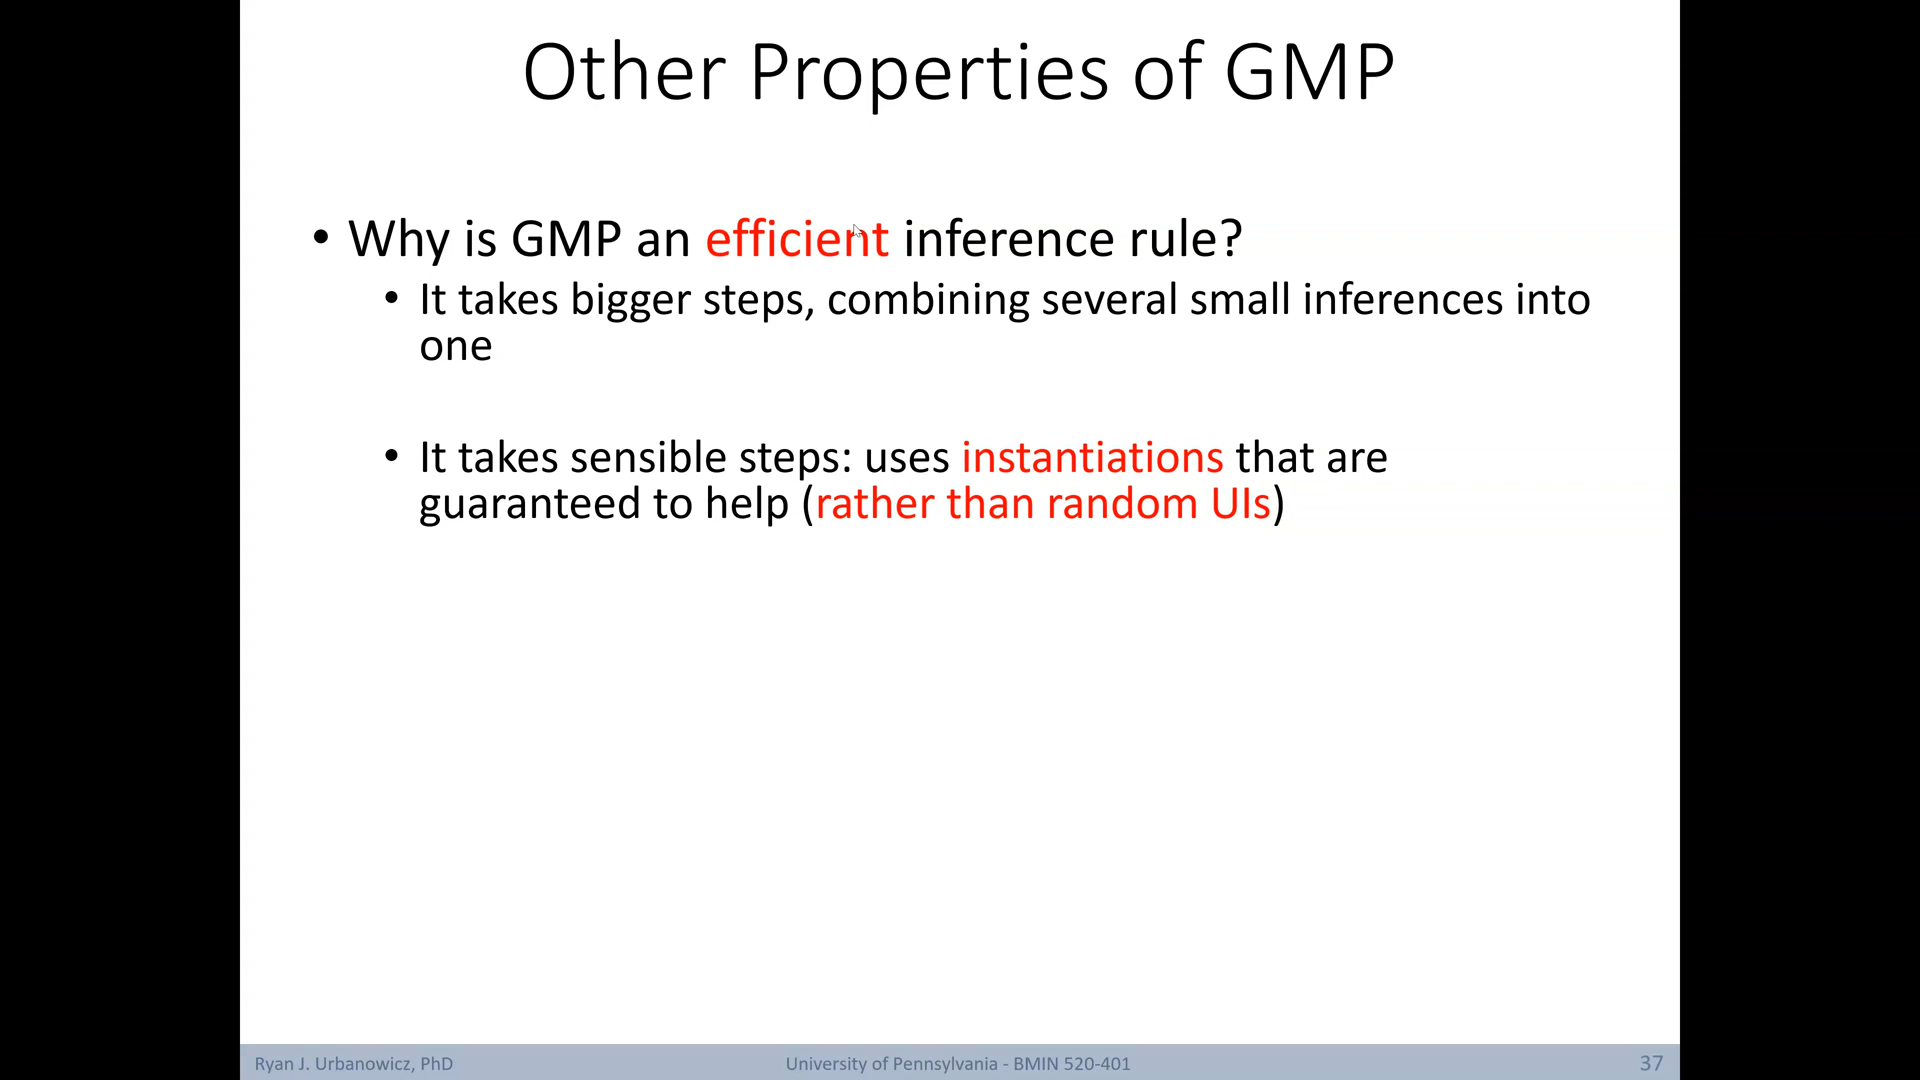 Other Properties of GMP
• Why is GMP an efficient inference rule?
• It takes bigger steps, combining several small inferences into
one
• It takes sensible steps: uses instantiations that are
guaranteed to help (rather than random UIs)
Ryan J. Urbanowicz, PhD
University of Pennsylvania - BMIN 520-401
37